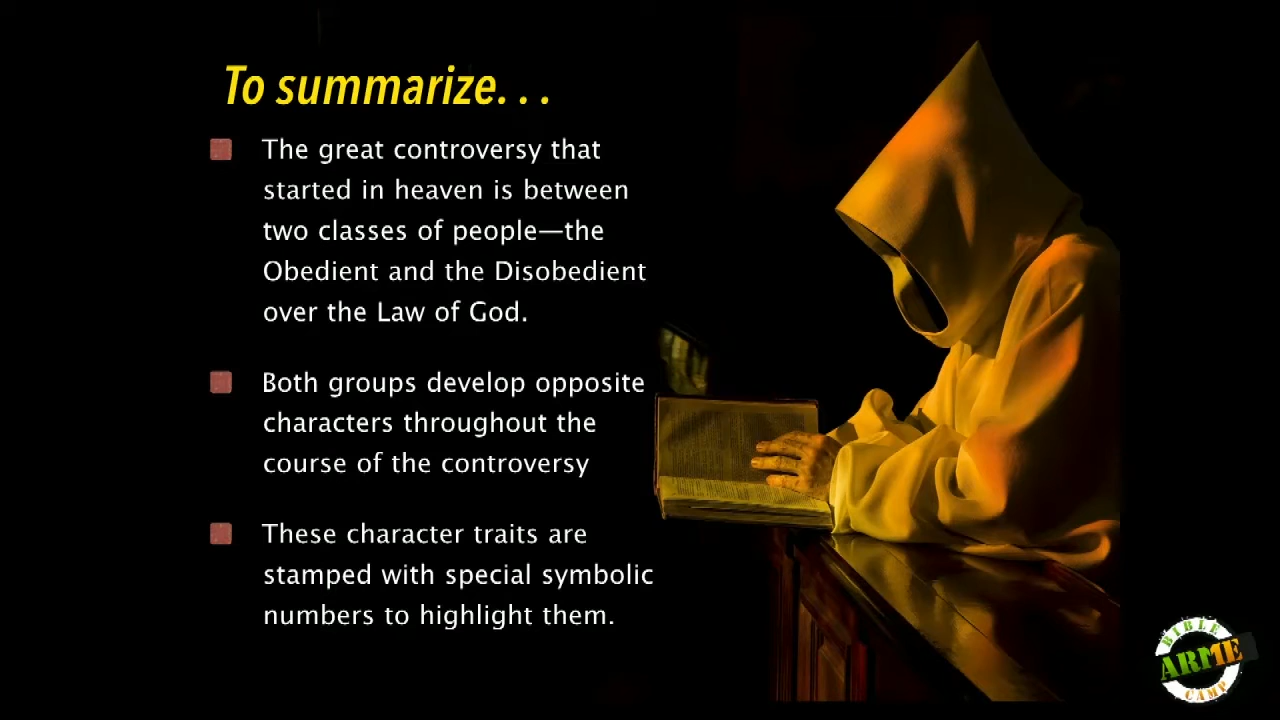 To summarize. . .
The great controversy that
started in heaven is between
two classes of people—the
Obedient and the Disobedient
over the Law of God.
Both groups develop opposite
characters throughout the
course of the controversy
These character traits are
stamped with special symbolic
numbers to highlight them.
BIBLE
ARME
CAMP